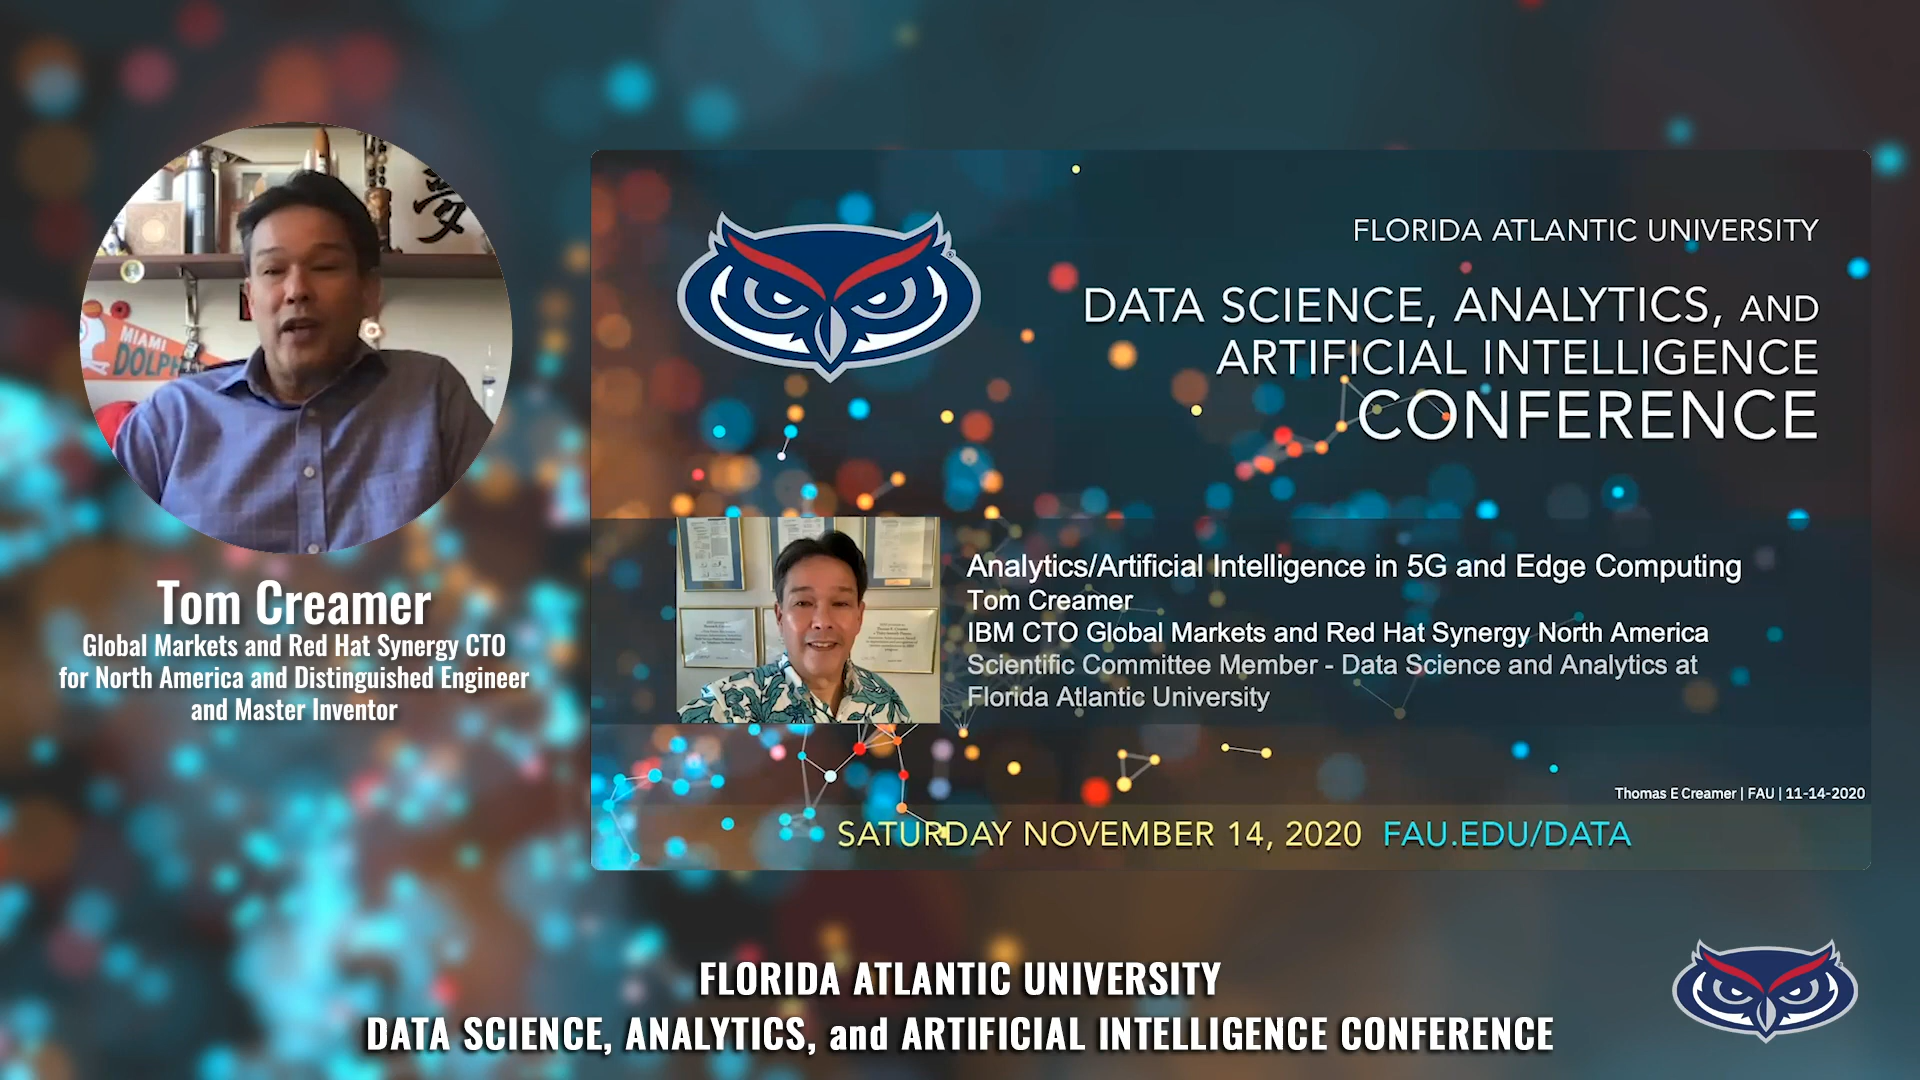 夢
MIAMI
DOLPH
Tom Creamer
Global Markets and Red Hat Synergy CTO
for North America and Distinguished Engineer
and Master Inventor
FLORIDA ATLANTIC UNIVERSITY
DATA SCIENCE, ANALYTICS, AND
ARTIFICIAL INTELLIGENCE
CONFERENCE
Analytics/Artificial Intelligence in 5G and Edge Computing
Tom Creamer
IBM CTO Global Markets and Red Hat Synergy North America
Scientific Committee Member - Data Science and Analytics at
Florida Atlantic University
Thomas E Creamer | FAU | 11-14-2020
SATURDAY NOVEMBER 14, 2020 FAU.EDU/DATA
FLORIDA ATLANTIC UNIVERSITY
DATA SCIENCE, ANALYTICS, and ARTIFICIAL INTELLIGENCE CONFERENCE